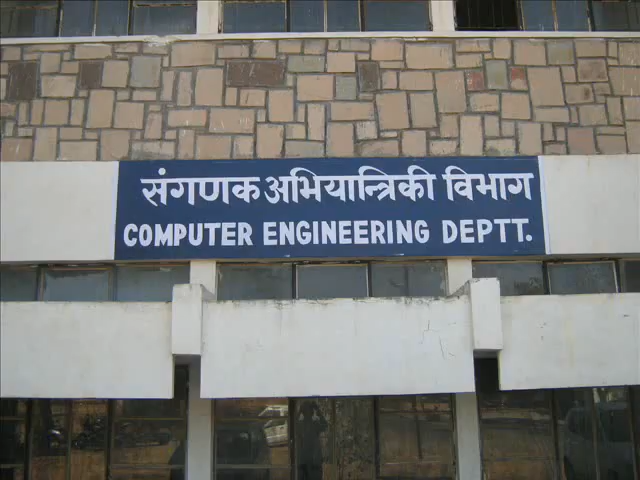 संगणक अभियान्त्रिकी विभाग
COMPUTER ENGINEERING DEPTT.